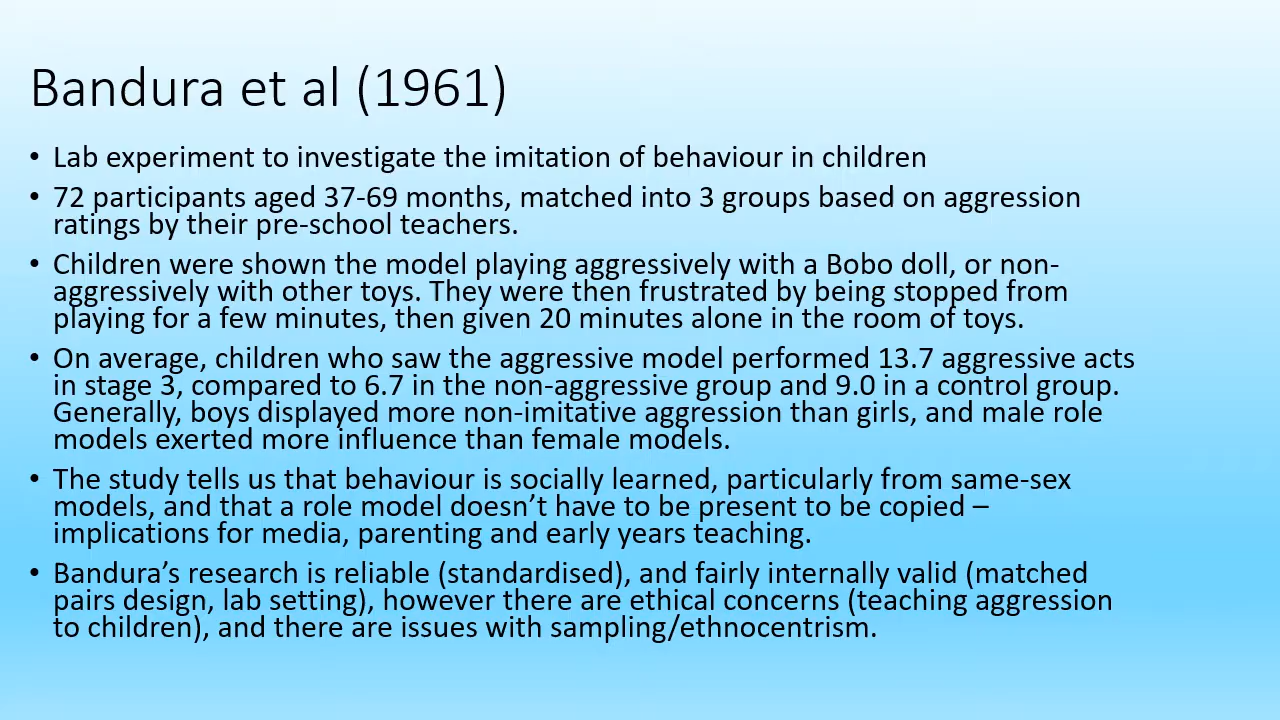 Bandura et al (1961)
• Lab experiment to investigate the imitation of behaviour in children
• 72 participants aged 37-69 months, matched into 3 groups based on aggression
ratings by their pre-school teachers.
• Children were shown the model playing aggressively with a Bobo doll, or non-
aggressively with other toys. They were then frustrated by being stopped from
playing for a few minutes, then given 20 minutes alone in the room of toys.
• On average, children who saw the aggressive model performed 13.7 aggressive acts
in stage 3, compared to 6.7 in the non-aggressive group and 9.0 in a control group.
Generally, boys displayed more non-imitative aggression than girls, and male role
models exerted more influence than female models.
• The study tells us that behaviour is socially learned, particularly from same-sex
models, and that a role model doesn’t have to be present to be copied –
implications for media, parenting and early years teaching.
• Bandura’s research is reliable (standardised), and fairly internally valid (matched
pairs design, lab setting), however there are ethical concerns (teaching aggression
to children), and there are issues with sampling/ethnocentrism.